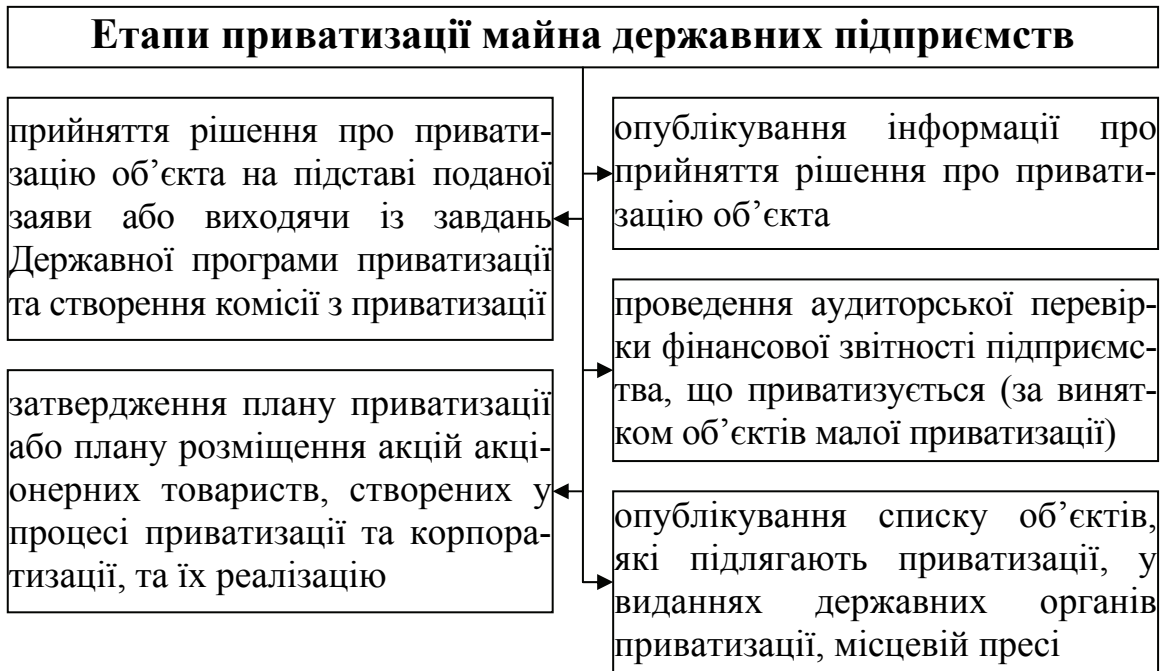 Етапи приватизації майна державних підприємств
прийняття рішення про привати-
зацію об’єкта на підставі поданої
заяви або виходячи із завдань
Державної програми приватизації
та створення комісії з приватизації
затвердження плану приватизації
або плану розміщення акцій акці-
онерних товариств, створених у
процесі приватизації та корпора-
тизації, та їх реалізацію
опублікування інформації про
прийняття рішення про привати-
зацію об’єкта
проведення аудиторської перевір-
ки фінансової звітності підприємс-
тва, що приватизується (за винят-
ком об’єктів малої приватизації)
опублікування списку об’єктів,
які підлягають приватизації, у
виданнях державних органів
приватизації, місцевій пресі